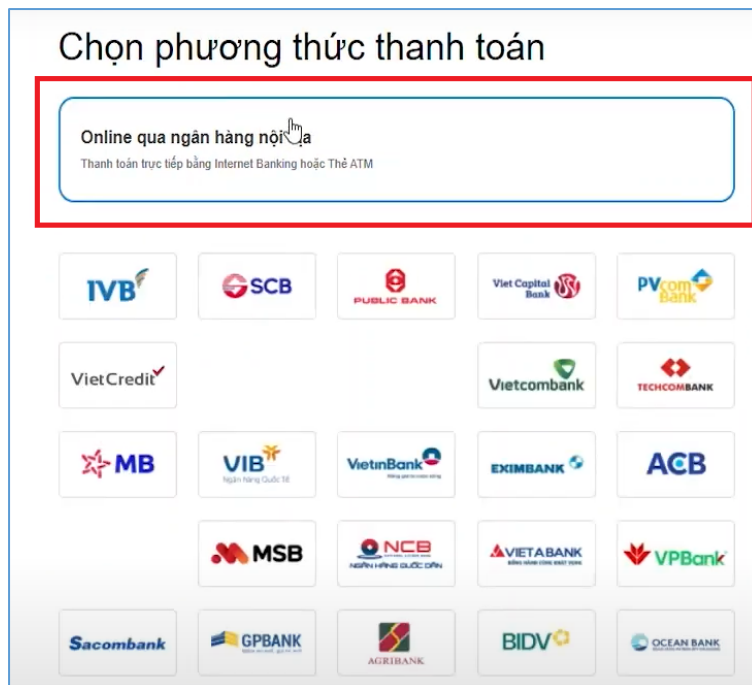 Chọn phương thức thanh toán
Online qua ngân hàng nội địa
Thanh toán trực tiếp bằng Internet Banking hoặc Thẻ ATM
IVB
SCB
PUBLIC BANK
Viet Capital
Bank
PVcom
Bank
VietCredit
Vietcombank
TECHCOMBANK
MB
VIB
Ngân hàng Quốc tế
VietinBank
EXIMBANK
ACB
MSB
NCB
NGÂN HÀNG QUỐC DÂN
VIETABANK
VPBank
Sacombank
GPBANK
AGRIBANK
BIDV
OCEAN BANK